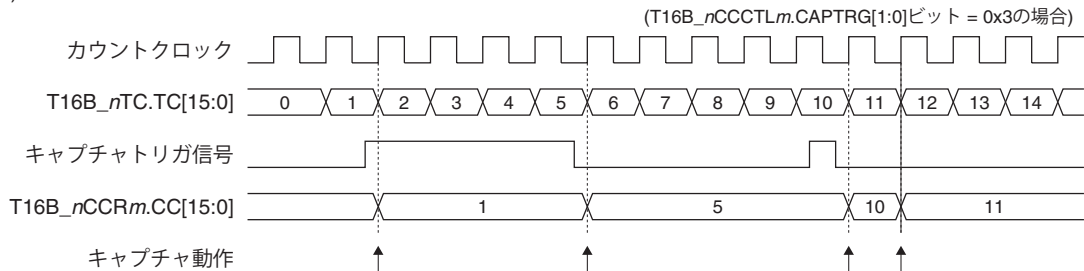 (T16B_nCCCTLm.CAPTRG[1:0]ビット = 0x3の場合)
カウントクロック
T16B_nTC.TC[15:0] 0 1 2 3 4 5 6 7 8 9 10 11 12 13 14
キャプチャトリガ信号
T16B_nCCRm.CC[15:0] 1 5 10 11
キャプチャ動作